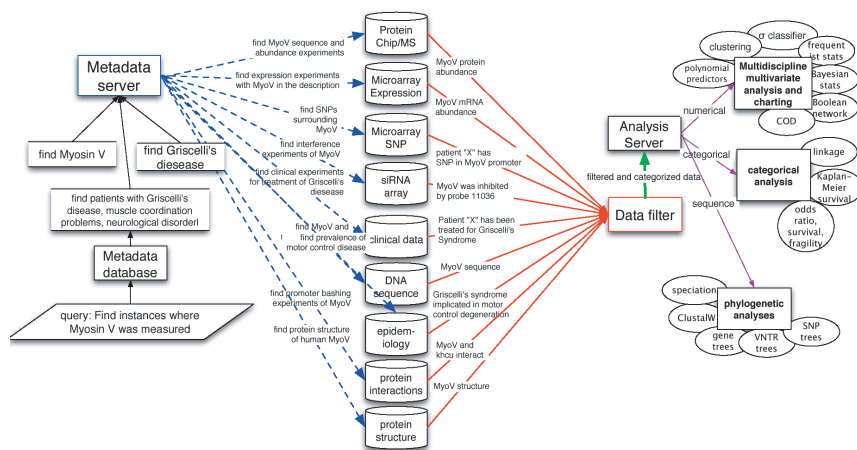 Metadata
server
find Myosin V
find Griscelli's
diesease
find patients with Griscelli's
disease, muscle coordination
problems, neurological disorderl
Metadata
database
query: Find instances where
Myosin V was measured
find MyoV sequence and
abundance experiments
find expression experiments
with MyoV in the description
find SNPs
surrounding
MyoV
find interference
experiments of MyoV
find clinical experiments
for treatment of Griscelli's
disease
find MyoV and
find prevalence of
motor control disease
find promoter bashing
experiments of MyoV
find protein structure
of human MyoV
Protein
Chip/MS
Microarray
Expression
Microarray
SNP
siRNA
array
clinical data
DNA
sequence
epidem-
iology
protein
interactions
protein
structure
MyoV protein
abundance
MyoV mRNA
abundance
patient "X" has
SNP in MyoV promoter
MyoV was inhibited
by probe 11036
Patient "X" has been
treated for Griscelli's
Syndrome
MyoV sequence
Griscelli's syndrome
implicated in motor
control degeneration
MyoV and
khcu interact
MyoV structure
Data filter
filtered and categorized data
Analysis
Server
numerical
categorical
sequence
σ classifier
clustering
frequent
ist stats
polynomial
predictors
Multidiscipline
multivariate
analysis and
charting
Bayesian
stats
Boolean
network
COD
categorical
analysis
linkage
Kaplan-
Meier
survival
odds
ratio,
survival,
fragility
phylogenetic
analyses
speciation
ClustalW
gene
trees
VNTR
trees
SNP
trees